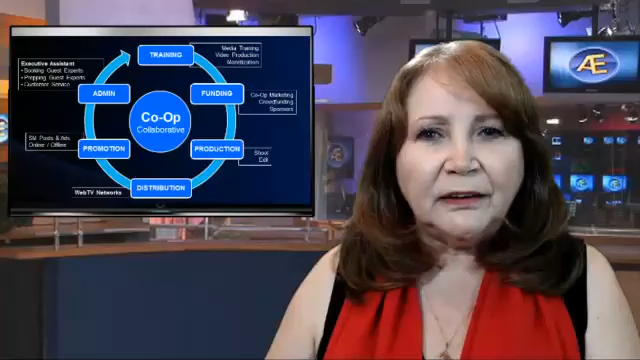 TRAINING
Media Training
Video Production
Monetization
Executive Assistant
• Booking Guest Experts
• Prepping Guest Experts
• Customer Service
ADMIN
FUNDING
Co-Op Marketing
Crowdfunding
Sponsors
Co-Op
Collaborative
SM Posts & Ads
Online / Offline
PROMOTION
PRODUCTION
Shoot
Edit
WebTV Networks
DISTRIBUTION
AE
AE